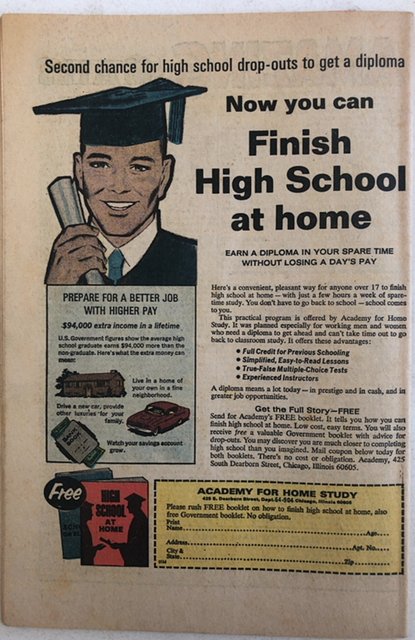 Second chance for high school drop-outs to get a diploma
Now you can
Finish
High School
at home
EARN A DIPLOMA IN YOUR SPARE TIME
WITHOUT LOSING A DAY'S PAY
PREPARE FOR A BETTER JOB
WITH HIGHER PAY
$94,000 extra income in a lifetime
U.S. Government figures show the average high
school graduate earns $94,000 more than the
non-graduate. Here's what the extra money can
mean:
Live in a home of
your own in a fine
neighborhood.
Drive a new car, provide
other luxuries for your
family.
Watch your savings account
grow.
BANK
BOOK
Here's a convenient, pleasant way for anyone over 17 to finish
high school at home — with just a few hours a week of spare-
time study. You don't have to go back to school — school comes
to you.
This practical program is offered by Academy for Home
Study. It was planned especially for working men and women
who need a diploma to get ahead and can't take time out to go
back to classroom study. It offers these advantages:
• Full Credit for Previous Schooling
• Simplified, Easy-to-Read Lessons
• True-False Multiple-Choice Tests
• Experienced Instructors
A diploma means a lot today — in prestige and in cash, and in
greater job opportunities.
Get the Full Story—FREE
Send for Academy's FREE booklet. It tells you how you can
finish high school at home. Low cost, easy terms. You will also
receive free a valuable Government booklet with advice for
drop-outs. You may discover you are much closer to completing
high school than you imagined. Mail coupon below today for
both booklets. There's no cost or obligation. Academy, 425
South Dearborn Street, Chicago, Illinois 60605.
Free
HIGH
SCHOOL
AT
HOME
ACADEMY FOR HOME STUDY
425 S. Dearborn Street, Dept. 64-504 Chicago, Illinois 60605
Please rush FREE booklet on how to finish high school at home, also
free Government booklet. No obligation.
Print
Name Age
Address Apt. No.
City &
State Zip